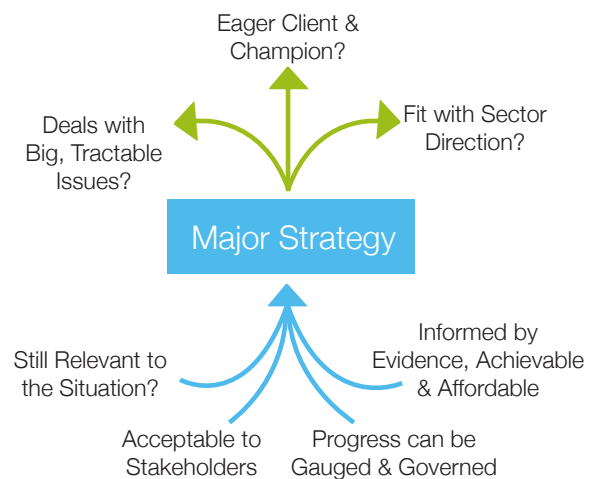 Eager Client &
Champion?
Deals with
Big, Tractable
Issues?
Fit with Sector
Direction?
Major Strategy
Still Relevant to
the Situation?
Informed by
Evidence, Achievable
& Affordable
Acceptable to
Stakeholders
Progress can be
Gauged & Governed